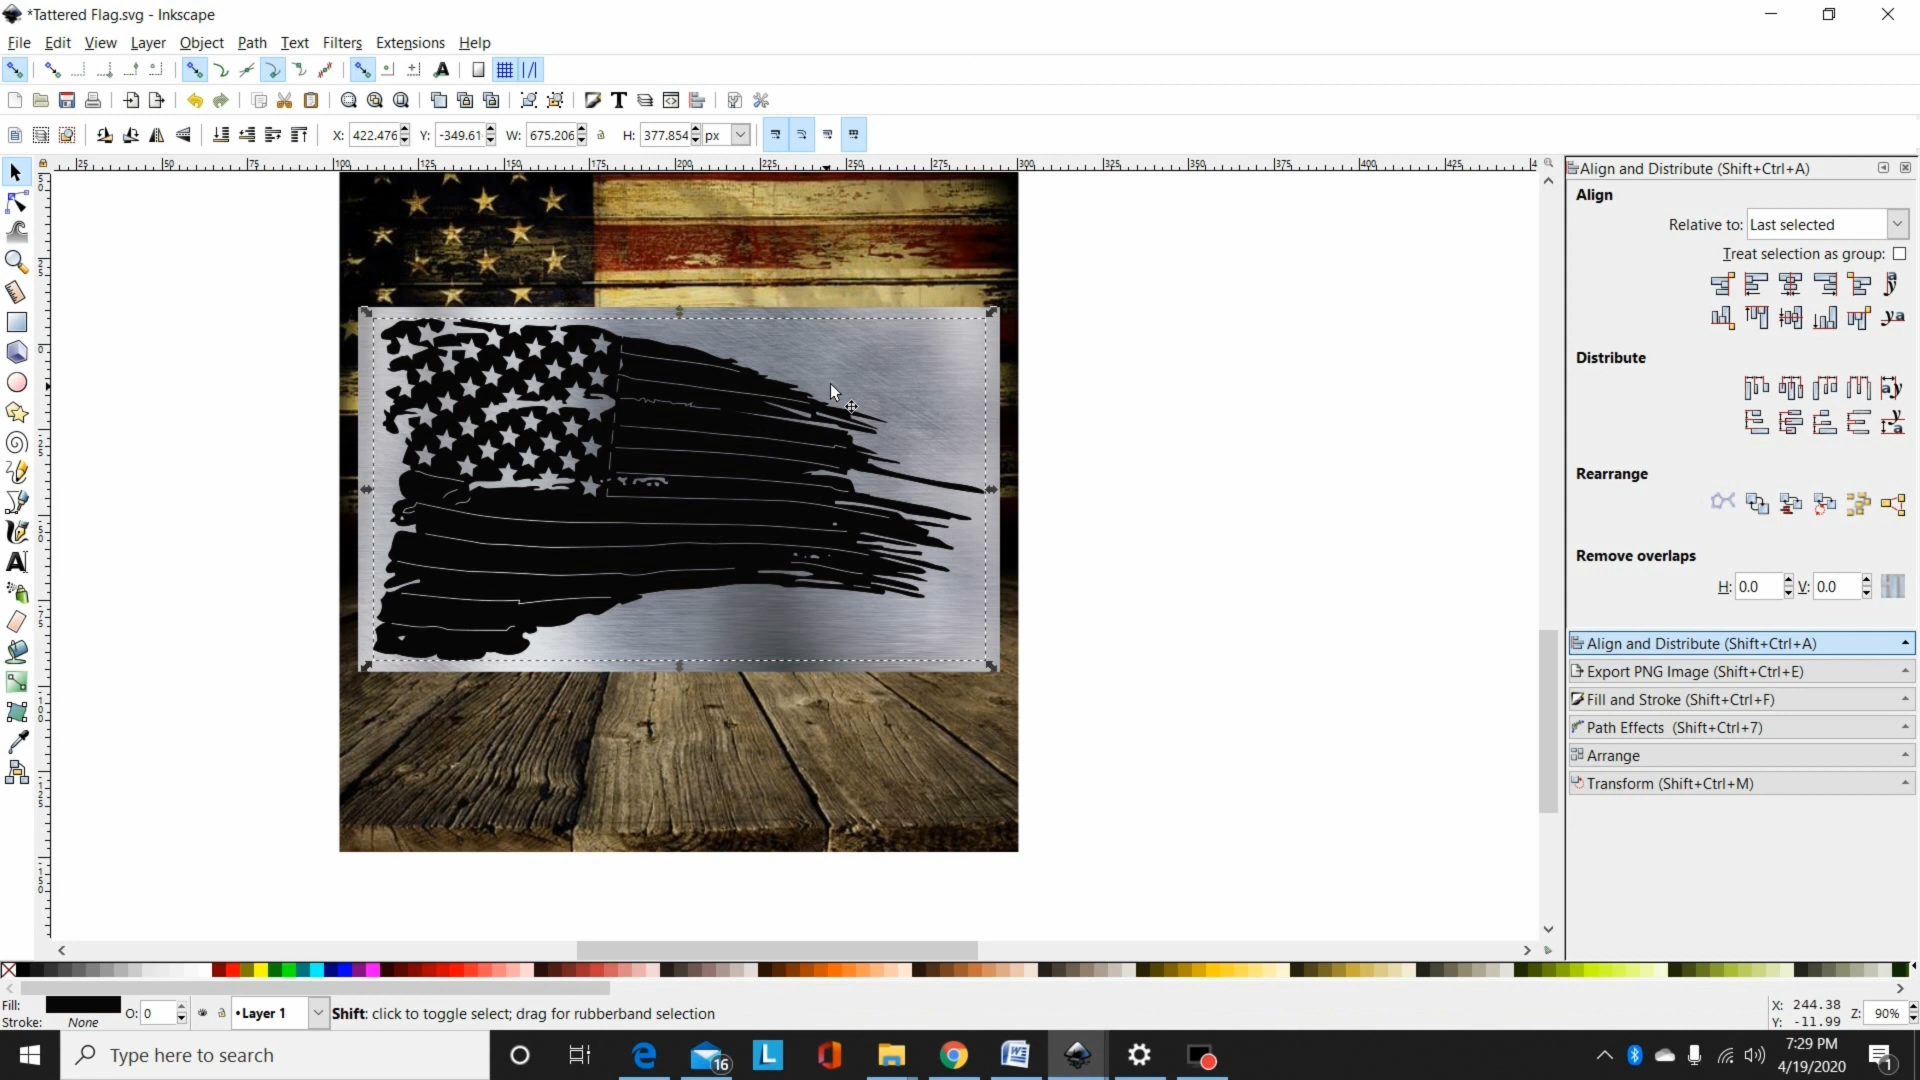 *Tattered Flag.svg - Inkscape
File Edit View Layer Object Path Text Filters Extensions Help
X: 422.476 Y: -349.61 W: 675.206 H: 377.854 px
Align and Distribute (Shift+Ctrl+A)
Align
Relative to: Last selected
Treat selection as group:
Distribute
Rearrange
Remove overlaps
H: 0.0 V: 0.0
Align and Distribute (Shift+Ctrl+A)
Export PNG Image (Shift+Ctrl+E)
Fill and Stroke (Shift+Ctrl+F)
Path Effects (Shift+Ctrl+7)
Arrange
Transform (Shift+Ctrl+M)
Fill:
Stroke: None
O: 0
•Layer 1
Shift: click to toggle select; drag for rubberband selection
X: 244.38
Y: -11.99
Z: 90%
Type here to search
16
7:29 PM
4/19/2020
1